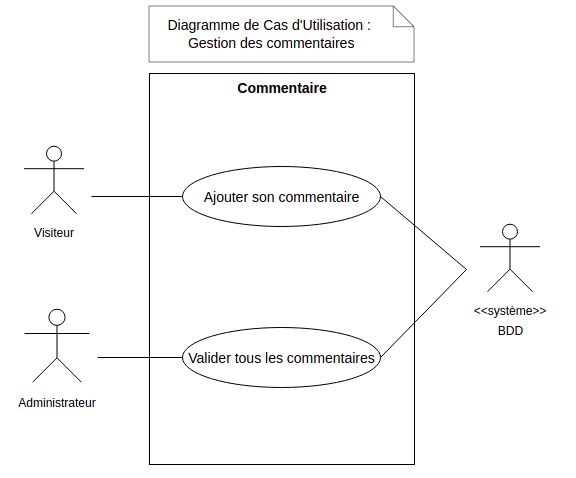 Diagramme de Cas d'Utilisation :
Gestion des commentaires
Commentaire
Ajouter son commentaire
Visiteur
<<système>>
BDD
Valider tous les commentaires
Administrateur